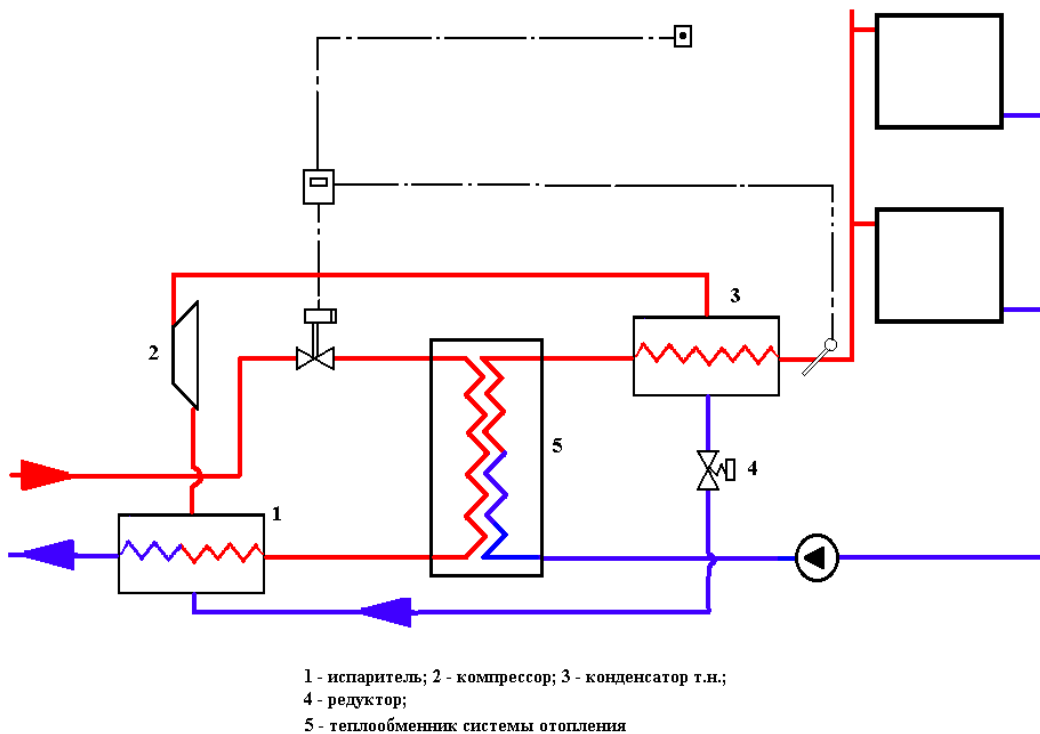 3
2
5
4
1
1 - испаритель; 2 - компрессор; 3 - конденсатор т.н.;
4 - редуктор;
5 - теплообменник системы отопления